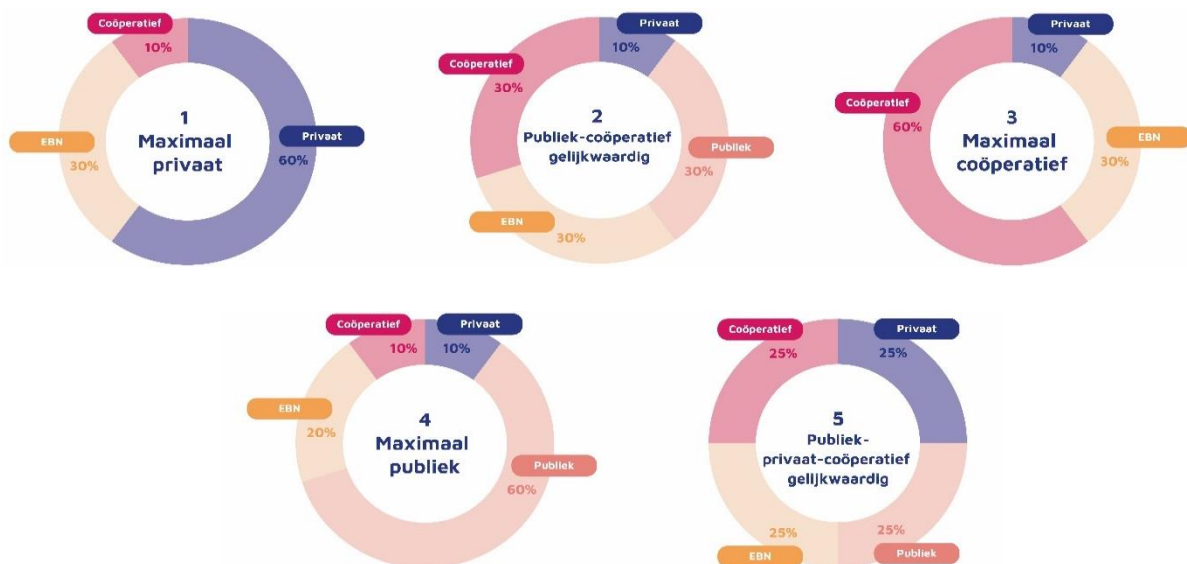 Coöperatief
10%
EBN
30%
Privaat
60%
1
Maximaal
privaat
Privaat
10%
Coöperatief
30%
Publiek
30%
EBN
30%
2
Publiek-coöperatief
gelijkwaardig
Privaat
10%
Coöperatief
60%
EBN
30%
3
Maximaal
coöperatief
Coöperatief
10%
Privaat
10%
EBN
20%
Publiek
60%
4
Maximaal
publiek
Coöperatief
25%
Privaat
25%
5
Publiek-
privaat-coöperatief
gelijkwaardig
25%
EBN
25%
Publiek